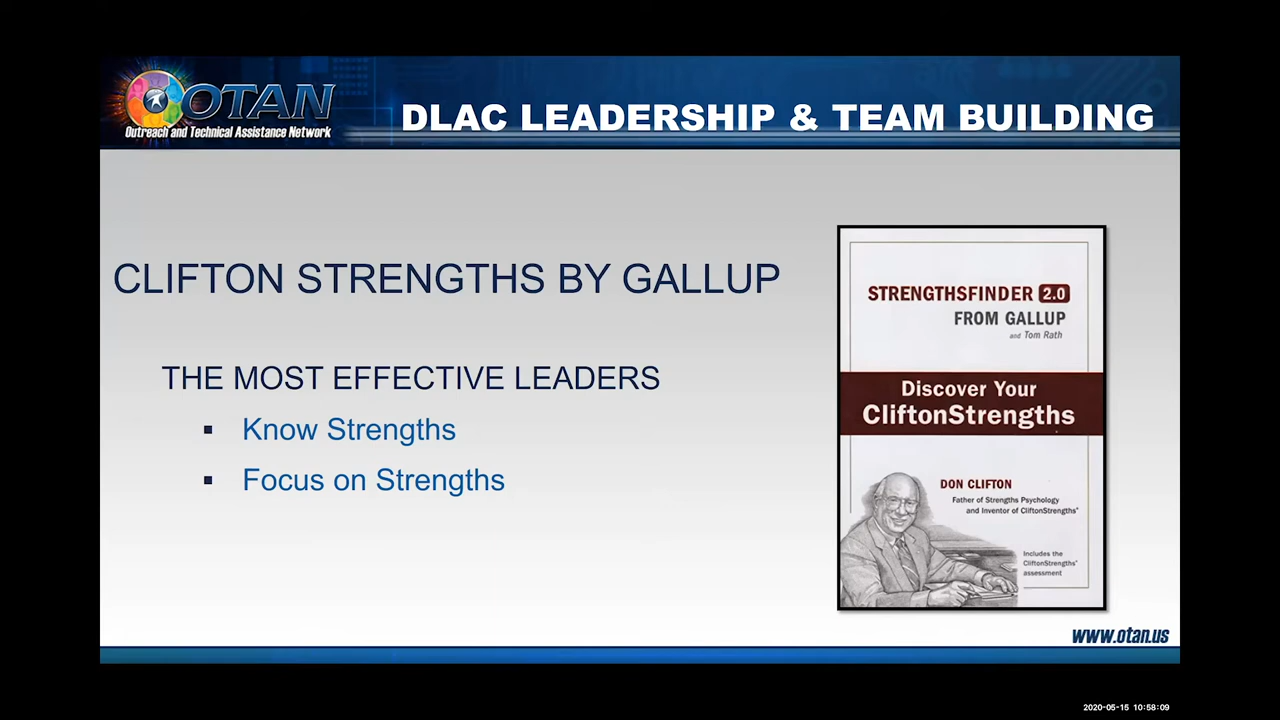 OTAN
Outreach and Technical Assistance Network
DLAC LEADERSHIP & TEAM BUILDING
CLIFTON STRENGTHS BY GALLUP
THE MOST EFFECTIVE LEADERS
▪ Know Strengths
▪ Focus on Strengths
STRENGTHSFINDER 2.0
FROM GALLUP
and Tom Rath
Discover Your
CliftonStrengths
DON CLIFTON
Father of Strengths Psychology
and Inventor of CliftonStrengths®
Includes the
CliftonStrengths®
assessment
www.otan.us
2020-05-15 10:58:09